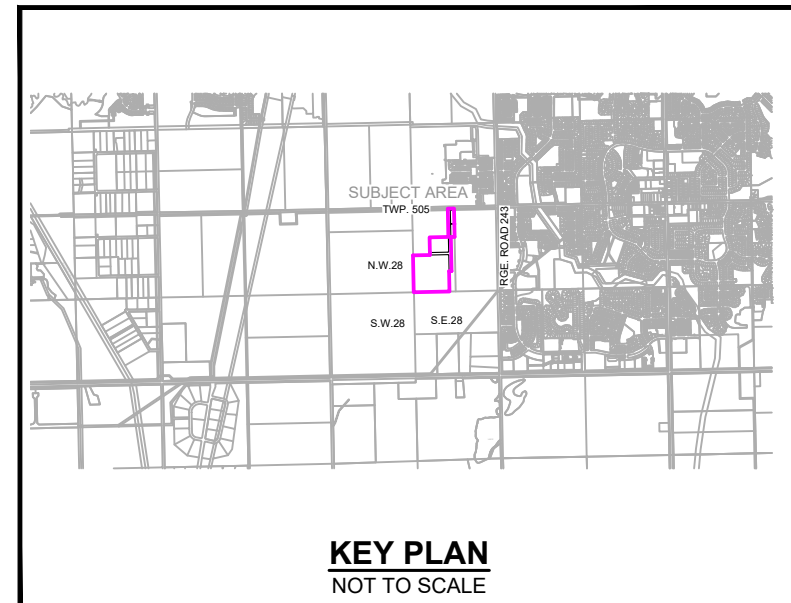 SUBJECT AREA
TWP. 505
RGE. ROAD 243
N.W.28
S.W.28
S.E.28
KEY PLAN
NOT TO SCALE